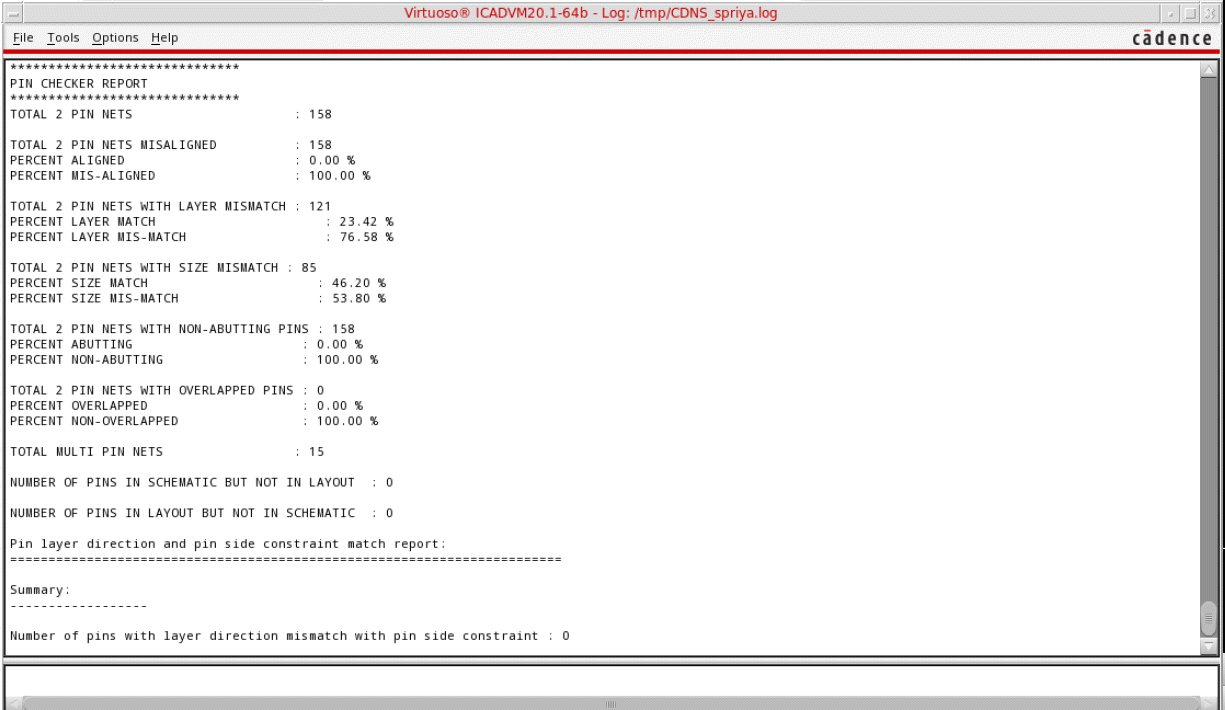 Virtuoso® ICADVM20.1-64b - Log: /tmp/CDNS_spriya.log
File Tools Options Help
cādence
******************************
PIN CHECKER REPORT
******************************
TOTAL 2 PIN NETS : 158
TOTAL 2 PIN NETS MISALIGNED : 158
PERCENT ALIGNED : 0.00 %
PERCENT MIS-ALIGNED : 100.00 %
TOTAL 2 PIN NETS WITH LAYER MISMATCH : 121
PERCENT LAYER MATCH : 23.42 %
PERCENT LAYER MIS-MATCH : 76.58 %
TOTAL 2 PIN NETS WITH SIZE MISMATCH : 85
PERCENT SIZE MATCH : 46.20 %
PERCENT SIZE MIS-MATCH : 53.80 %
TOTAL 2 PIN NETS WITH NON-ABUTTING PINS : 158
PERCENT ABUTTING : 0.00 %
PERCENT NON-ABUTTING : 100.00 %
TOTAL 2 PIN NETS WITH OVERLAPPED PINS : 0
PERCENT OVERLAPPED : 0.00 %
PERCENT NON-OVERLAPPED : 100.00 %
TOTAL MULTI PIN NETS : 15
NUMBER OF PINS IN SCHEMATIC BUT NOT IN LAYOUT : 0
NUMBER OF PINS IN LAYOUT BUT NOT IN SCHEMATIC : 0
Pin layer direction and pin side constraint match report:
========================================================================
Summary:
------------------
Number of pins with layer direction mismatch with pin side constraint : 0